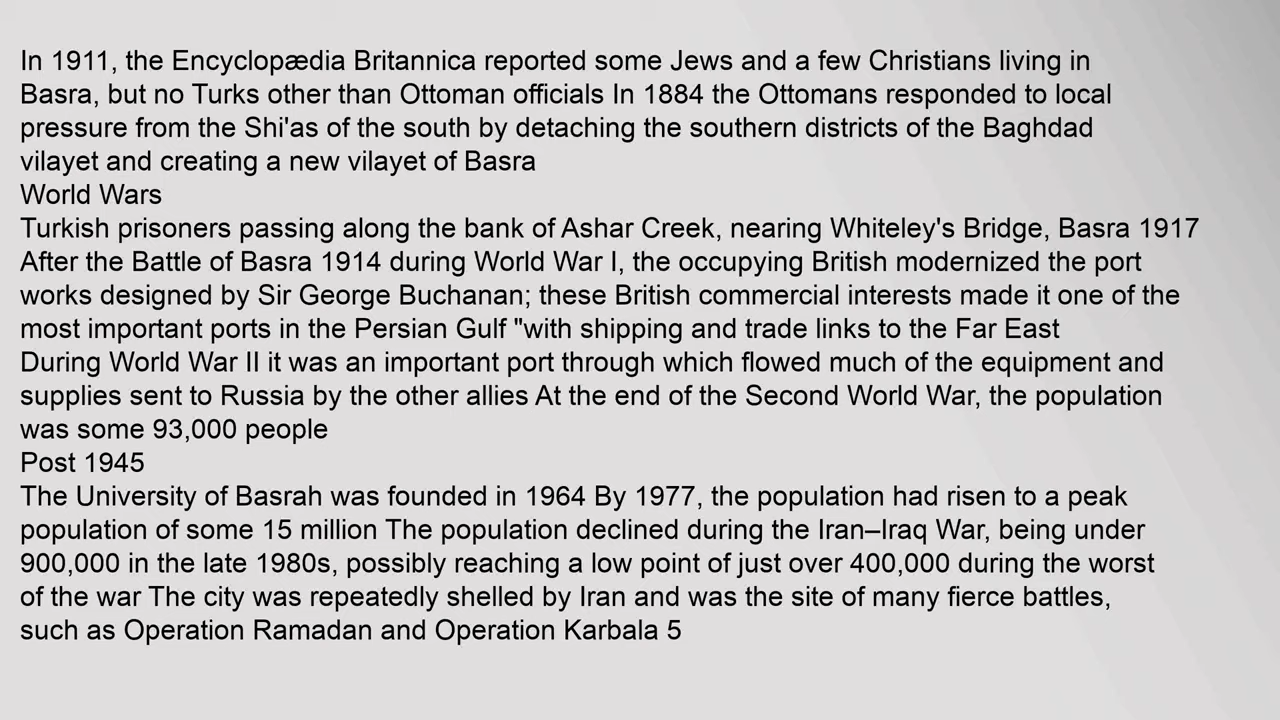 In 1911, the Encyclopædia Britannica reported some Jews and a few Christians living in
Basra, but no Turks other than Ottoman officials In 1884 the Ottomans responded to local
pressure from the Shi'as of the south by detaching the southern districts of the Baghdad
vilayet and creating a new vilayet of Basra
World Wars
Turkish prisoners passing along the bank of Ashar Creek, nearing Whiteley's Bridge, Basra 1917
After the Battle of Basra 1914 during World War I, the occupying British modernized the port
works designed by Sir George Buchanan; these British commercial interests made it one of the
most important ports in the Persian Gulf "with shipping and trade links to the Far East
During World War II it was an important port through which flowed much of the equipment and
supplies sent to Russia by the other allies At the end of the Second World War, the population
was some 93,000 people
Post 1945
The University of Basrah was founded in 1964 By 1977, the population had risen to a peak
population of some 15 million The population declined during the Iran–Iraq War, being under
900,000 in the late 1980s, possibly reaching a low point of just over 400,000 during the worst
of the war The city was repeatedly shelled by Iran and was the site of many fierce battles,
such as Operation Ramadan and Operation Karbala 5